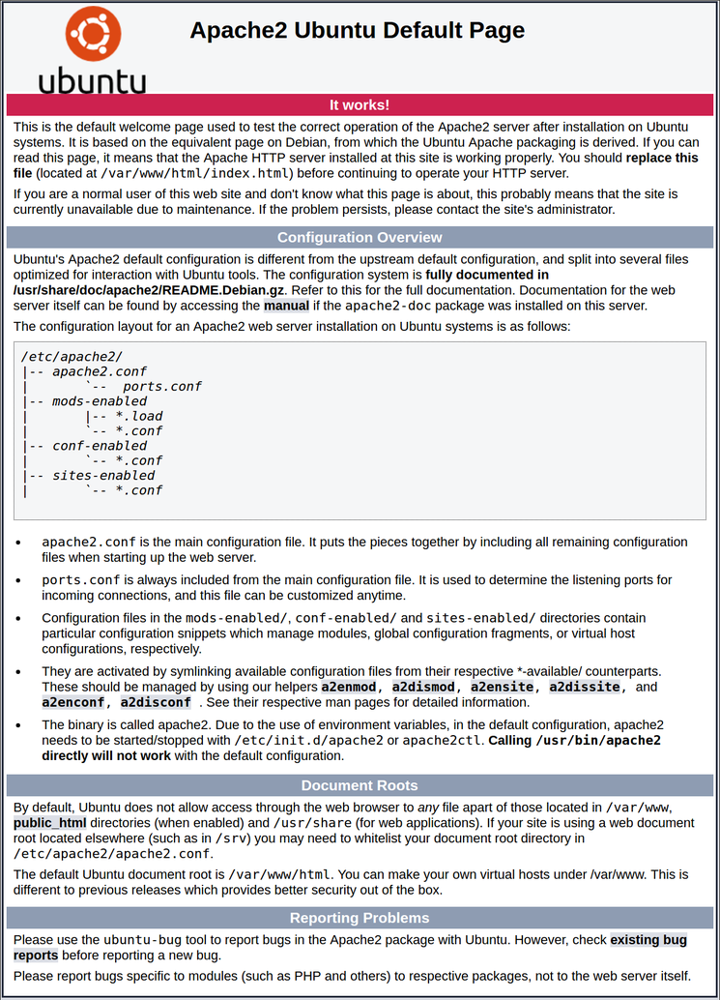 ubuntu
Apache2 Ubuntu Default Page
It works!
This is the default welcome page used to test the correct operation of the Apache2 server after installation on Ubuntu
systems. It is based on the equivalent page on Debian, from which the Ubuntu Apache packaging is derived. If you can
read this page, it means that the Apache HTTP server installed at this site is working properly. You should replace this
file (located at /var/www/html/index.html) before continuing to operate your HTTP server.
If you are a normal user of this web site and don't know what this page is about, this probably means that the site is
currently unavailable due to maintenance. If the problem persists, please contact the site's administrator.
Configuration Overview
Ubuntu's Apache2 default configuration is different from the upstream default configuration, and split into several files
optimized for interaction with Ubuntu tools. The configuration system is fully documented in
/usr/share/doc/apache2/README.Debian.gz. Refer to this for the full documentation. Documentation for the web
server itself can be found by accessing the manual if the apache2-doc package was installed on this server.
The configuration layout for an Apache2 web server installation on Ubuntu systems is as follows:
/etc/apache2/
|-- apache2.conf
|       `--  ports.conf
|-- mods-enabled
|       |-- *.load
|       `-- *.conf
|-- conf-enabled
|       `-- *.conf
|-- sites-enabled
|       `-- *.conf
• apache2.conf is the main configuration file. It puts the pieces together by including all remaining configuration
files when starting up the web server.
• ports.conf is always included from the main configuration file. It is used to determine the listening ports for
incoming connections, and this file can be customized anytime.
• Configuration files in the mods-enabled/, conf-enabled/ and sites-enabled/ directories contain
particular configuration snippets which manage modules, global configuration fragments, or virtual host
configurations, respectively.
• They are activated by symlinking available configuration files from their respective *-available/ counterparts.
These should be managed by using our helpers a2enmod, a2dismod, a2ensite, a2dissite, and
a2enconf, a2disconf . See their respective man pages for detailed information.
• The binary is called apache2. Due to the use of environment variables, in the default configuration, apache2
needs to be started/stopped with /etc/init.d/apache2 or apache2ctl. Calling /usr/bin/apache2
directly will not work with the default configuration.
Document Roots
By default, Ubuntu does not allow access through the web browser to any file apart of those located in /var/www,
public_html directories (when enabled) and /usr/share (for web applications). If your site is using a web document
root located elsewhere (such as in /srv) you may need to whitelist your document root directory in
/etc/apache2/apache2.conf.
The default Ubuntu document root is /var/www/html. You can make your own virtual hosts under /var/www. This is
different to previous releases which provides better security out of the box.
Reporting Problems
Please use the ubuntu-bug tool to report bugs in the Apache2 package with Ubuntu. However, check existing bug
reports before reporting a new bug.
Please report bugs specific to modules (such as PHP and others) to respective packages, not to the web server itself.